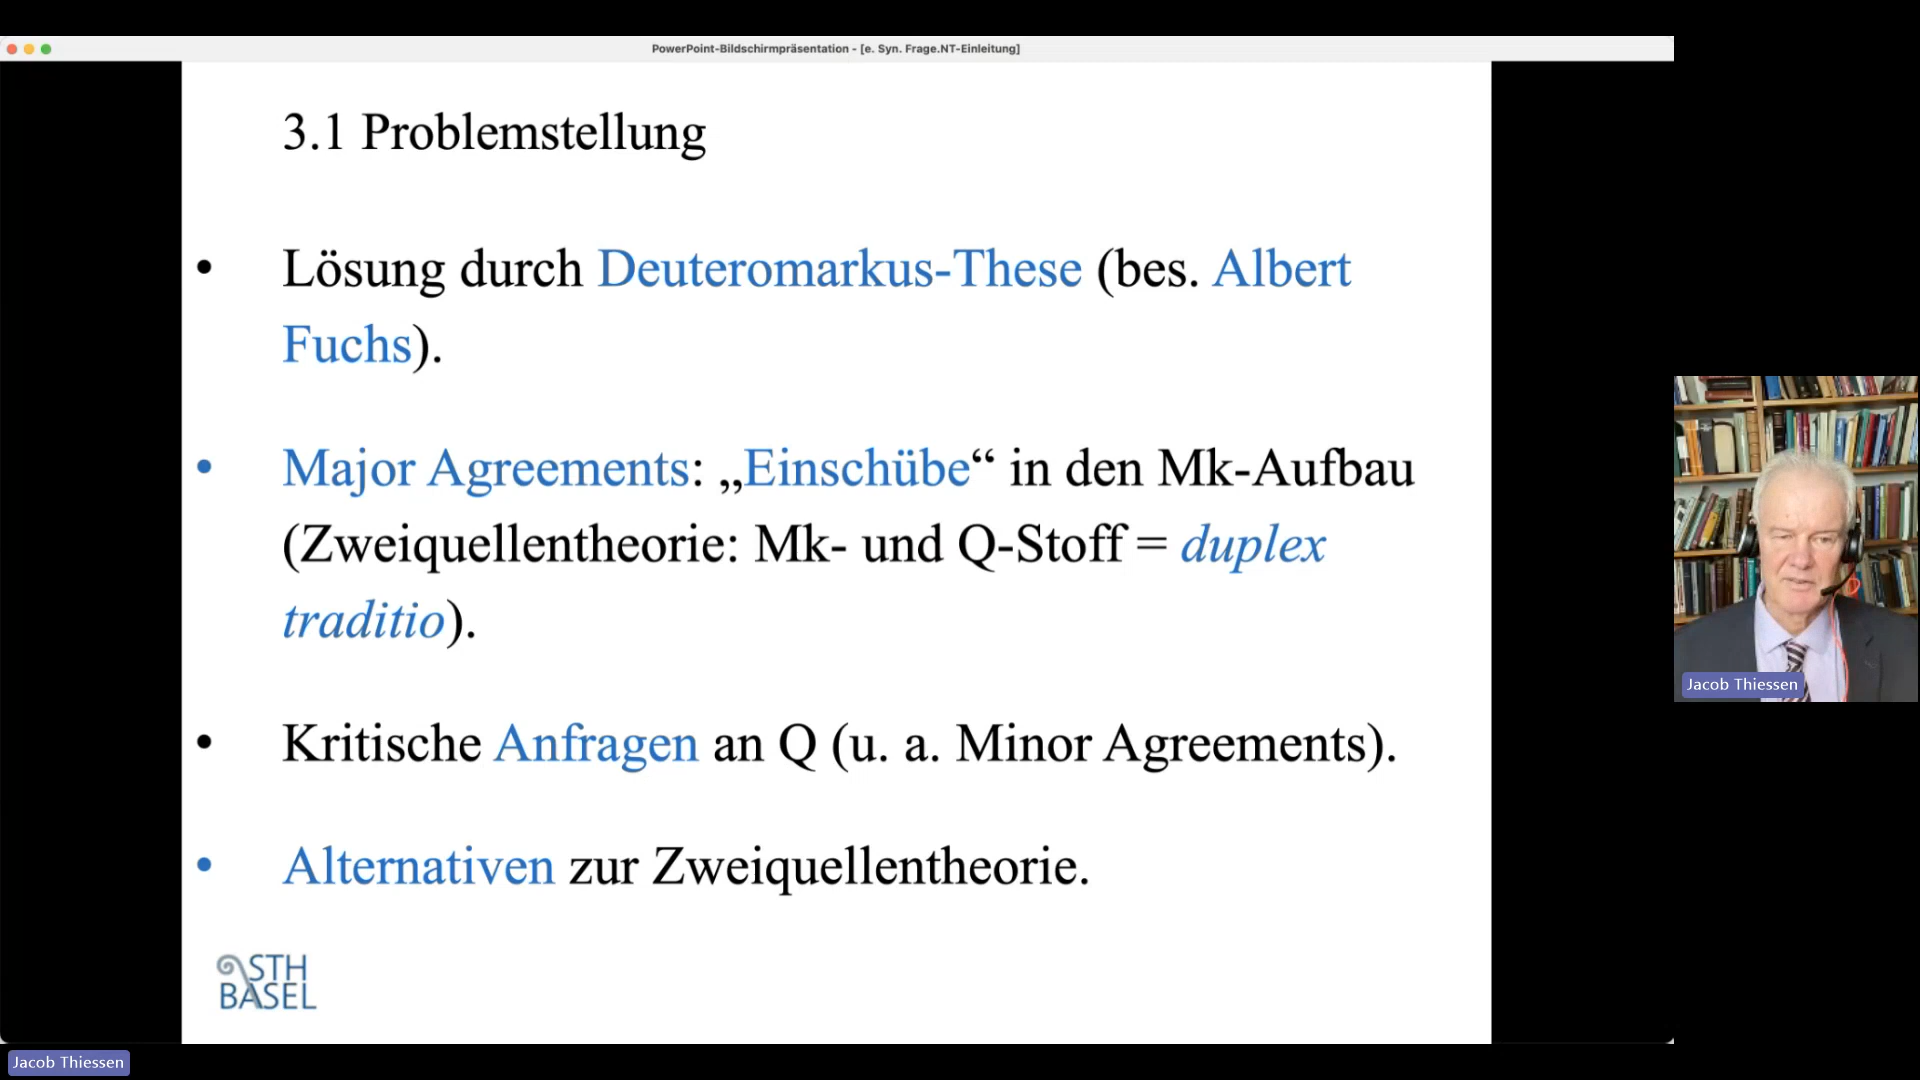 PowerPoint-Bildschirmpräsentation - [e. Syn. Frage.NT-Einleitung]
3.1 Problemstellung
• Lösung durch Deuteromarkus-These (bes. Albert
Fuchs).
• Major Agreements: „Einschübe“ in den Mk-Aufbau
(Zweiquellentheorie: Mk- und Q-Stoff = duplex
traditio).
• Kritische Anfragen an Q (u. a. Minor Agreements).
• Alternativen zur Zweiquellentheorie.
STH
BASEL
Jacob Thiessen
Jacob Thiessen